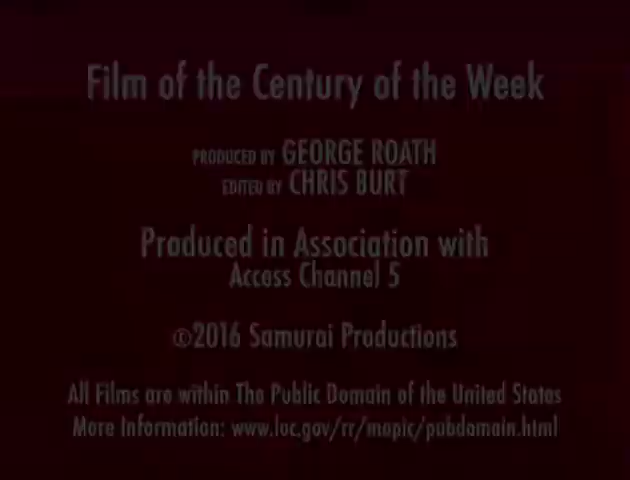 Film of the Century of the Week
PRODUCED BY GEORGE ROATH
EDITED BY CHRIS BURT
Produced in Association with
Access Channel 5
©2016 Samurai Productions
All Films are within The Public Domain of the United States
More Information: www.loc.gov/rr/mopic/pubdomain.html